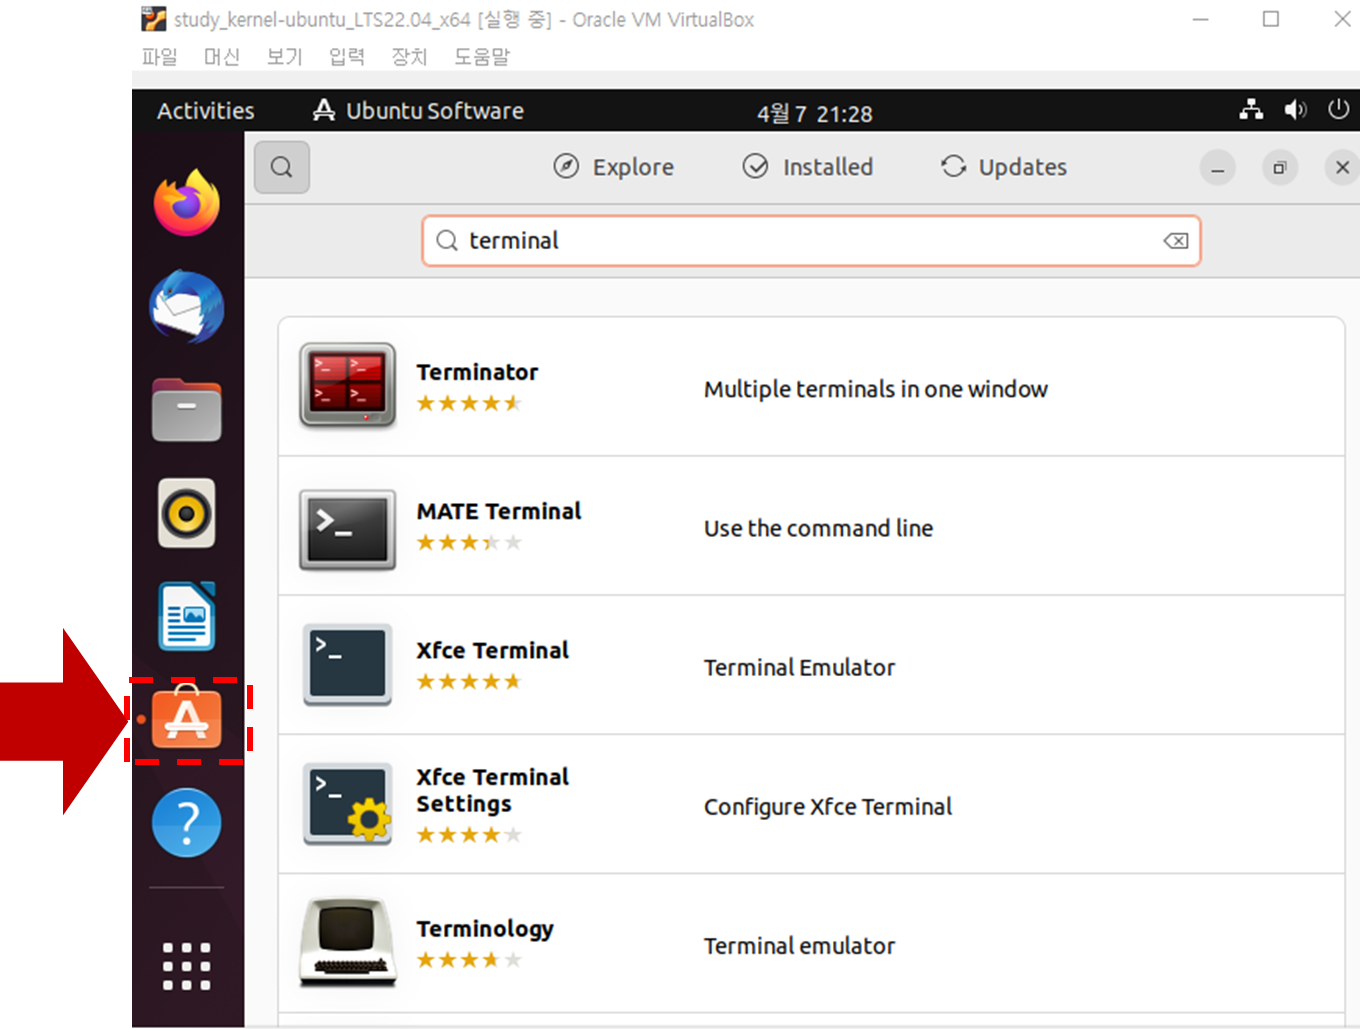 study_kernel-ubuntu_LTS22.04_x64 [실행 중] - Oracle VM VirtualBox
파일 머신 보기 입력 장치 도움말
Activities Ubuntu Software 4월 7 21:28
Explore Installed Updates
terminal
Terminator
Multiple terminals in one window
MATE Terminal
Use the command line
Xfce Terminal
Terminal Emulator
Xfce Terminal
Settings
Configure Xfce Terminal
Terminology
Terminal emulator